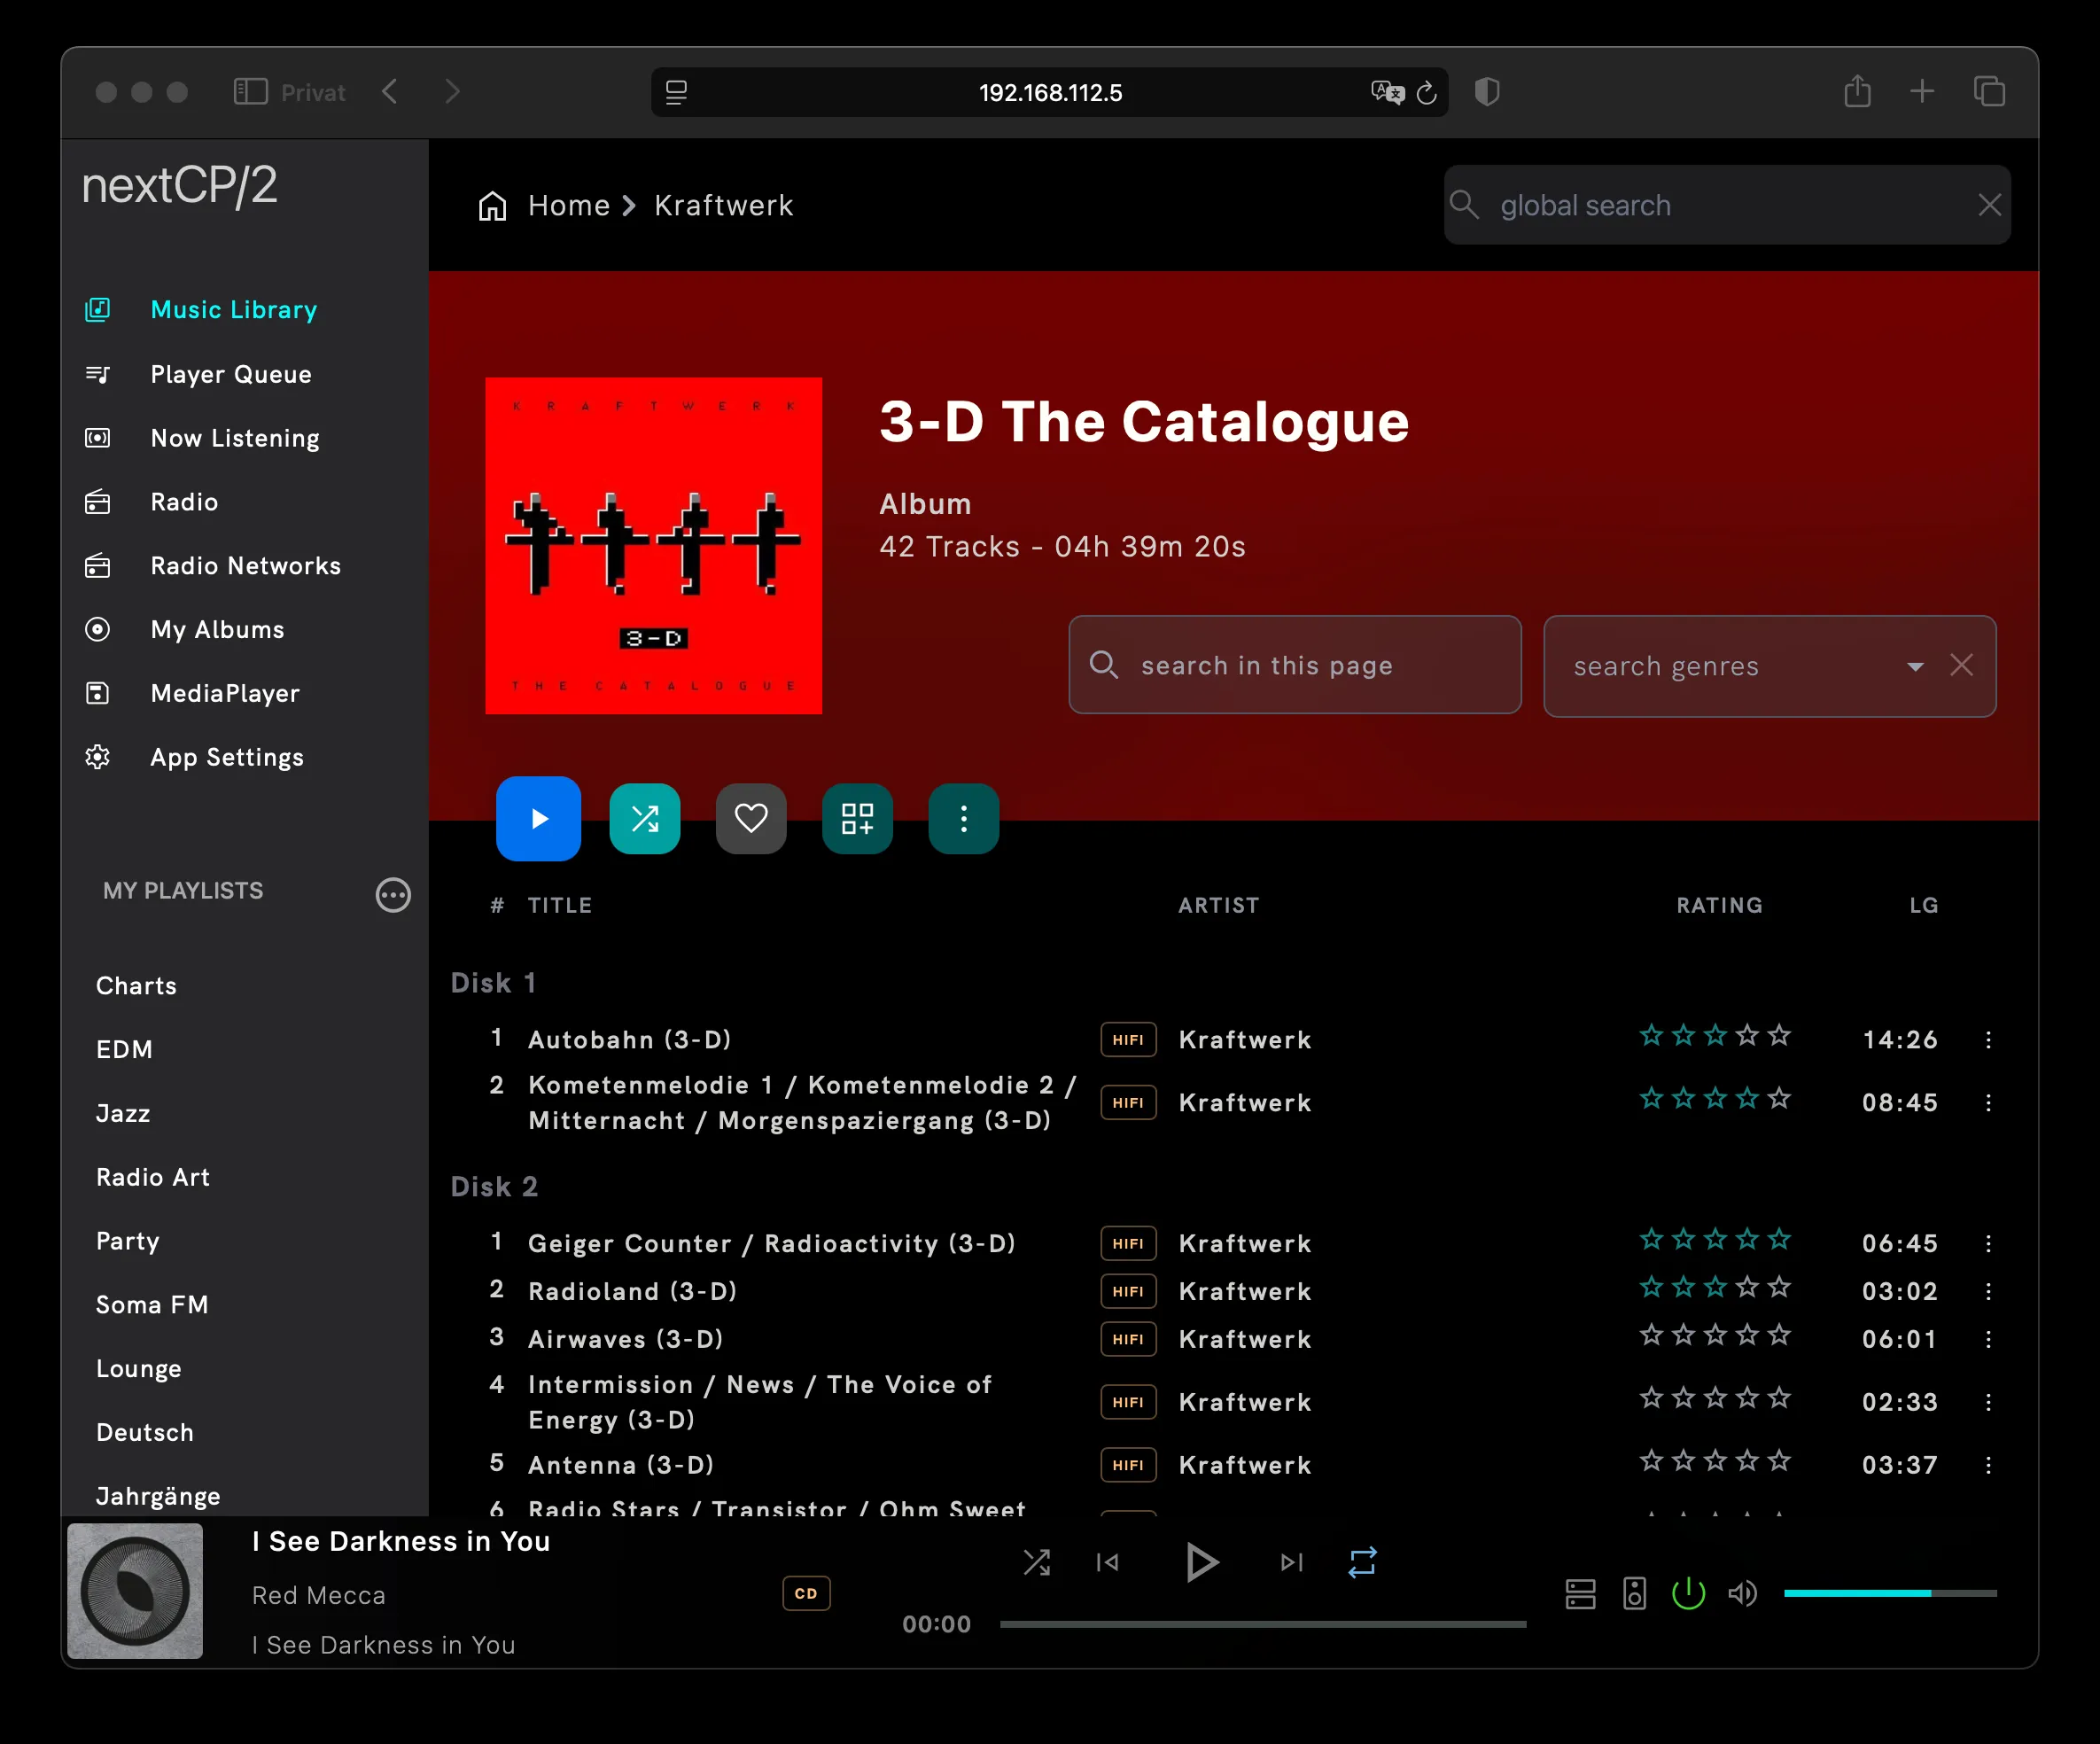 Privat
192.168.112.5
nextCP/2
Home
Kraftwerk
global search
Music Library
Player Queue
Now Listening
Radio
Radio Networks
My Albums
MediaPlayer
App Settings
MY PLAYLISTS
Charts
EDM
Jazz
Radio Art
Party
Soma FM
Lounge
Deutsch
Jahrgänge
KRAFTWERK
3-D
THE CATALOGUE
3-D The Catalogue
Album
42 Tracks - 04h 39m 20s
search in this page
search genres
# TITLE ARTIST RATING LG
Disk 1
1 Autobahn (3-D) HIFI Kraftwerk 14:26
2 Kometenmelodie 1 / Kometenmelodie 2 /
Mitternacht / Morgenspaziergang (3-D) HIFI Kraftwerk 08:45
Disk 2
1 Geiger Counter / Radioactivity (3-D) HIFI Kraftwerk 06:45
2 Radioland (3-D) HIFI Kraftwerk 03:02
3 Airwaves (3-D) HIFI Kraftwerk 06:01
4 Intermission / News / The Voice of
Energy (3-D) HIFI Kraftwerk 02:33
5 Antenna (3-D) HIFI Kraftwerk 03:37
6 Radio Stars / Transistor / Ohm Sweet
I See Darkness in You
Red Mecca
I See Darkness in You
CD
00:00